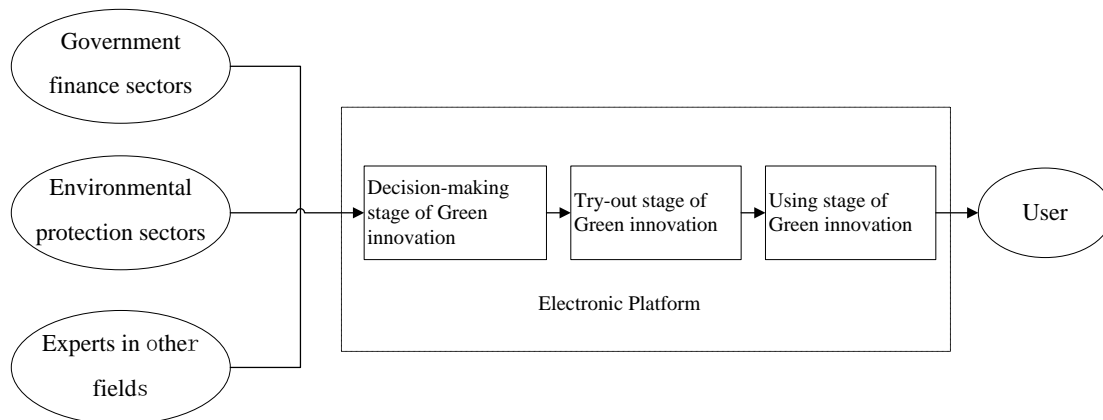 Government
finance sectors
Environmental
protection sectors
Experts in other
fields
Decision-making
stage of Green
innovation
Try-out stage of
Green innovation
Using stage of
Green innovation
Electronic Platform
User